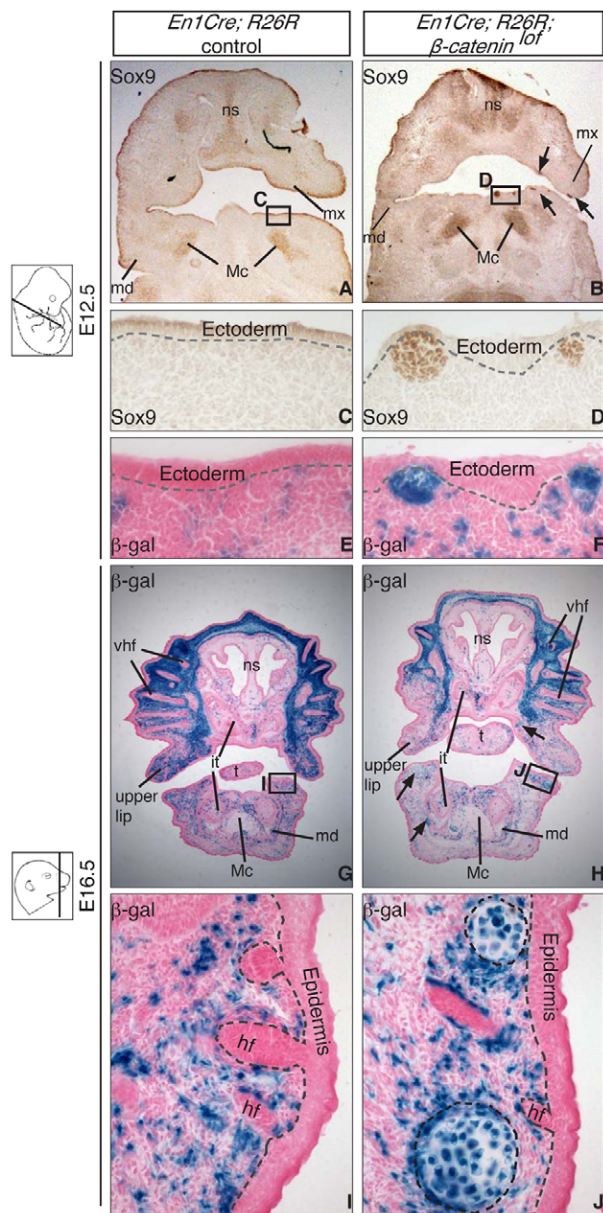 En1Cre; R26R
control
En1Cre; R26R;
β-catenin lof
Sox9
ns
C
mx
Mc
md
A
Sox9
ns
mx
D
md
Mc
B
E12.5
Ectoderm
Sox9
C
Ectoderm
Sox9
D
Ectoderm
β-gal
E
Ectoderm
β-gal
F
β-gal
vhf
ns
it
t
I
upper
lip
md
Mc
G
β-gal
vhf
ns
t
it
J
upper
lip
md
Mc
H
E16.5
β-gal
Epidermis
hf
hf
I
β-gal
Epidermis
hf
J